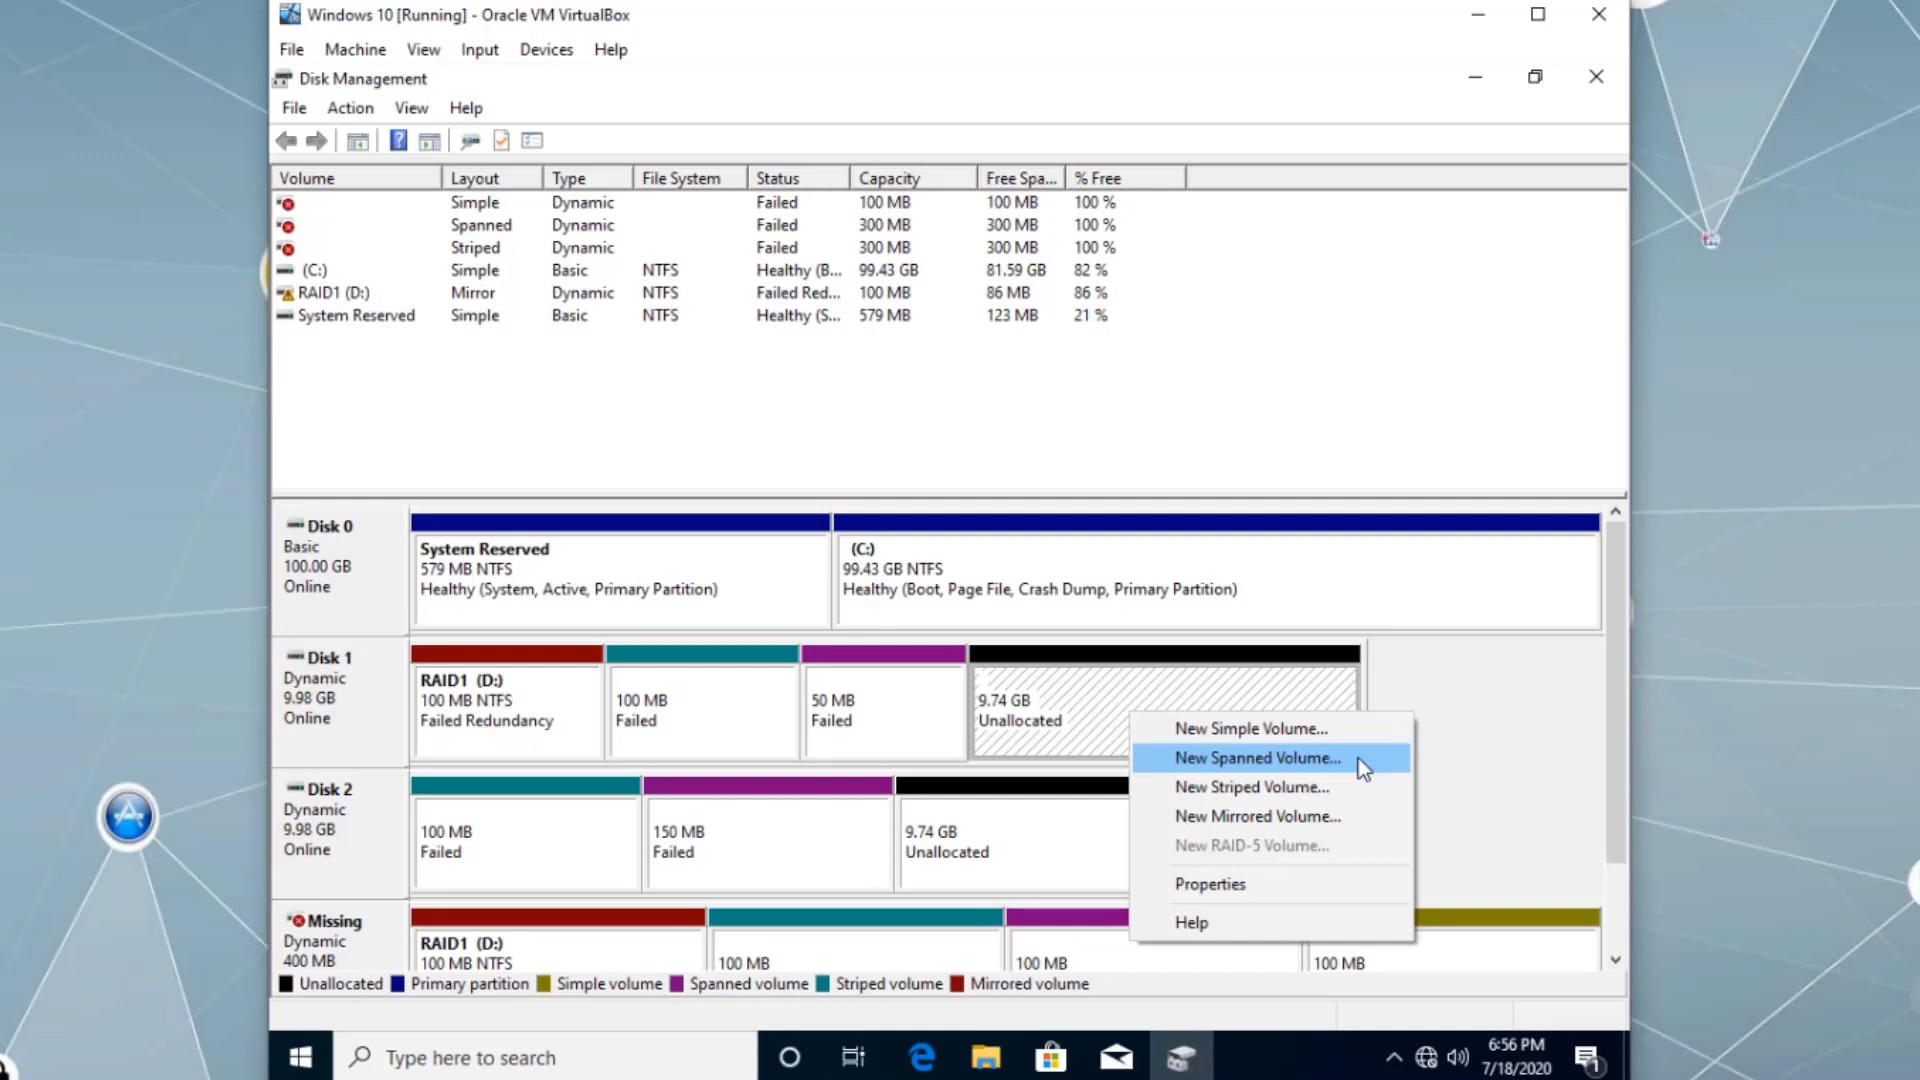 Windows 10 [Running] - Oracle VM VirtualBox
File Machine View Input Devices Help
Disk Management
File Action View Help
Volume Layout Type File System Status Capacity Free Spa... % Free
Simple Dynamic Failed 100 MB 100 MB 100 %
Spanned Dynamic Failed 300 MB 300 MB 100 %
Striped Dynamic Failed 300 MB 300 MB 100 %
(C:) Simple Basic NTFS Healthy (B... 99.43 GB 81.59 GB 82 %
RAID1 (D:) Mirror Dynamic NTFS Failed Red... 100 MB 86 MB 86 %
System Reserved Simple Basic NTFS Healthy (S... 579 MB 123 MB 21 %
Disk 0
Basic
100.00 GB
Online
System Reserved
579 MB NTFS
Healthy (System, Active, Primary Partition)
(C:)
99.43 GB NTFS
Healthy (Boot, Page File, Crash Dump, Primary Partition)
Disk 1
Dynamic
9.98 GB
Online
RAID1 (D:)
100 MB NTFS
Failed Redundancy
100 MB
Failed
50 MB
Failed
9.74 GB
Unallocated
New Simple Volume...
New Spanned Volume...
New Striped Volume...
New Mirrored Volume...
New RAID-5 Volume...
Properties
Help
Disk 2
Dynamic
9.98 GB
Online
100 MB
Failed
150 MB
Failed
9.74 GB
Unallocated
Missing
Dynamic
400 MB
RAID1 (D:)
100 MB NTFS
100 MB
100 MB
100 MB
Unallocated Primary partition Simple volume Spanned volume Striped volume Mirrored volume
Type here to search
6:56 PM
7/18/2020
1